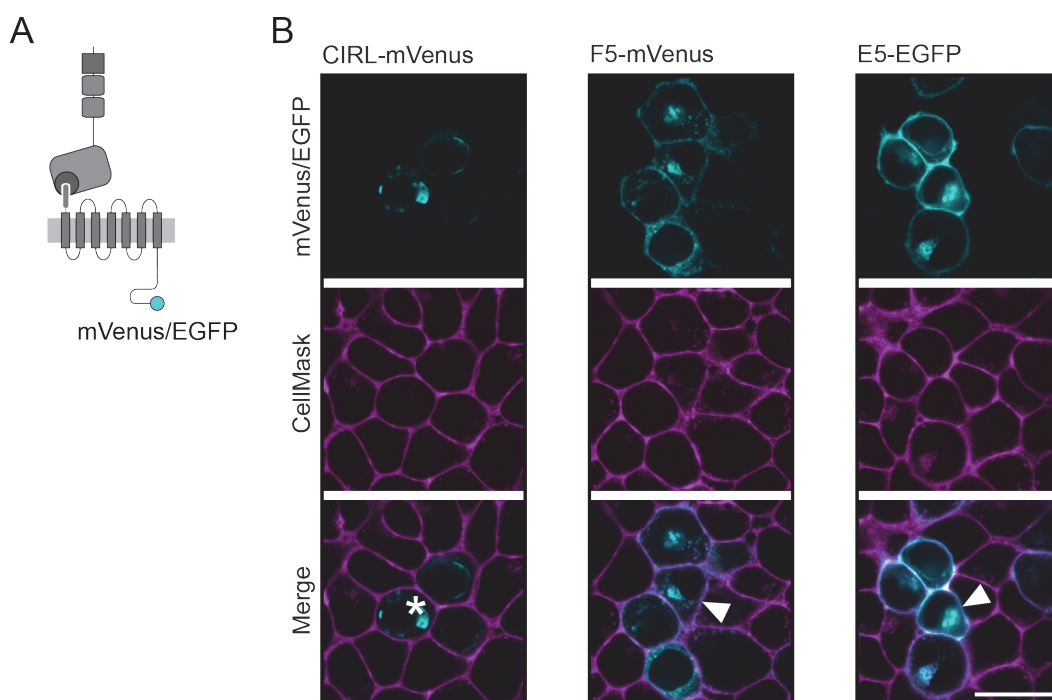 A
mVenus/EGFP
B
CIRL-mVenus
F5-mVenus
E5-EGFP
mVenus/EGFP
CellMask
Merge
*